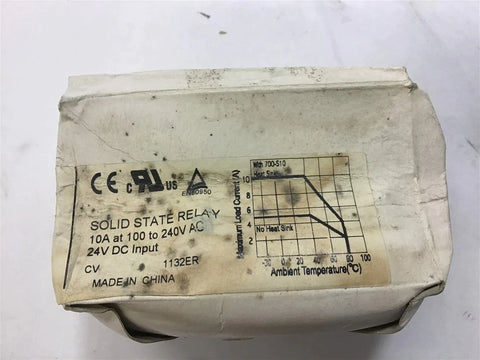 CE c RU US
EN60950
SOLID STATE RELAY
10A at 100 to 240V AC
24V DC Input
CV 1132ER
MADE IN CHINA
With 700-S10
Heat Sink
No Heat Sink
Maximum Load Current (A)
10
8
6
4
2
-30 0 20 40 60 80 100
Ambient Temperature(°C)